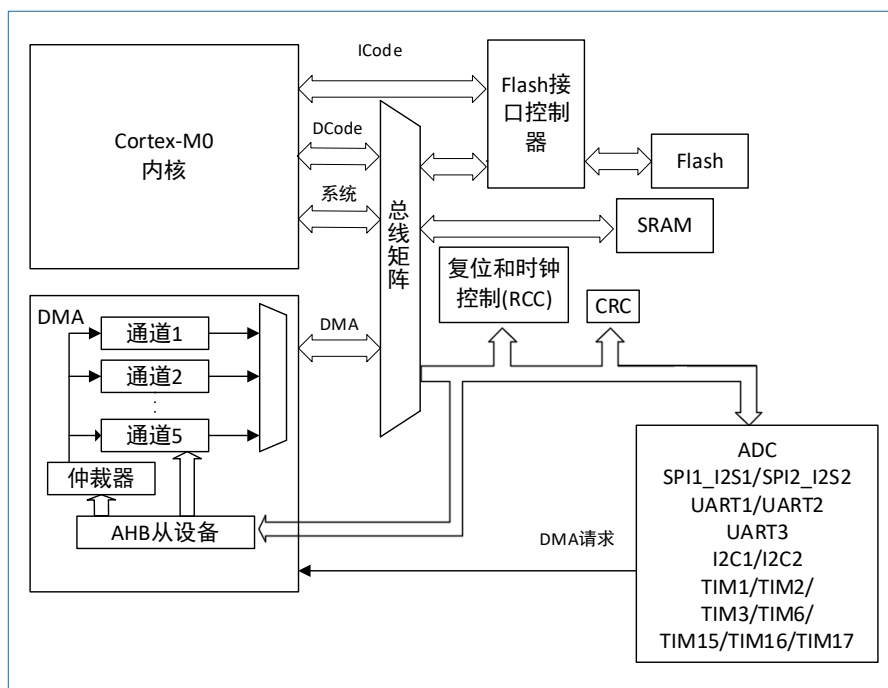 ICode
Cortex-M0
内核
DCode
系统
总线矩阵
Flash接
口控制
器
Flash
SRAM
复位和时钟
控制(RCC)
CRC
DMA
通道1
通道2
通道5
仲裁器
AHB从设备
DMA
DMA请求
ADC
SPI1_I2S1/SPI2_I2S2
UART1/UART2
UART3
I2C1/I2C2
TIM1/TIM2/
TIM3/TIM6/
TIM15/TIM16/TIM17